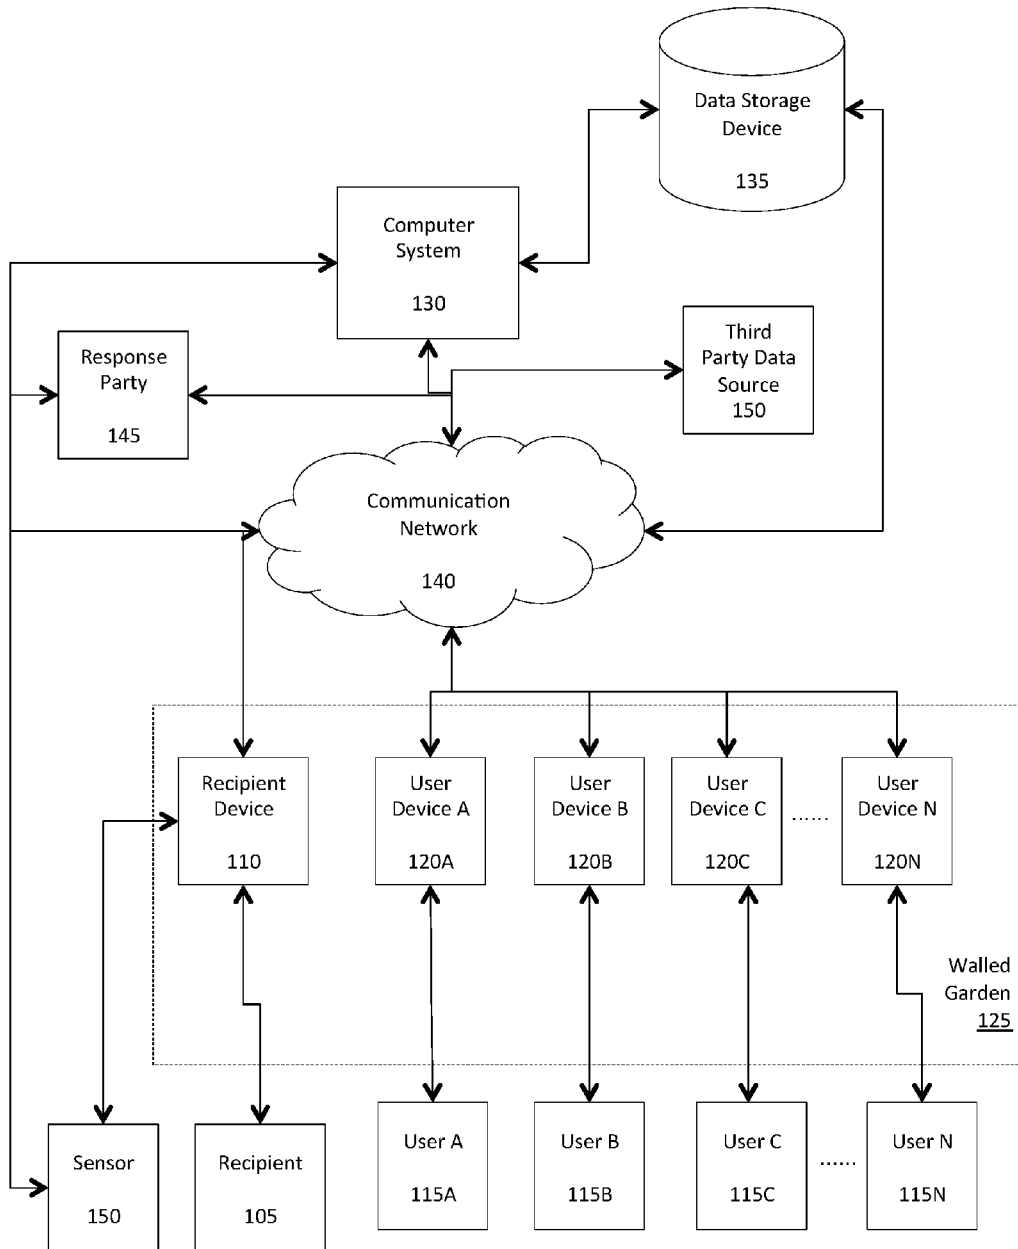 Data Storage
Device
135
Computer
System
130
Third
Party Data
Source
150
Response
Party
145
Communication
Network
140
Recipient
Device
110
User
Device A
120A
User
Device B
120B
User
Device C
120C
......
User
Device N
120N
Walled
Garden
125
Sensor
150
Recipient
105
User A
115A
User B
115B
User C
115C
......
User N
115N